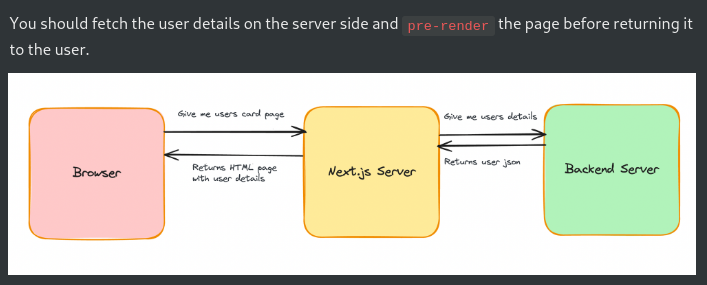 You should fetch the user details on the server side and pre-render the page before returning it
to the user.
Give me users card page
Give me users details
Returns HTML page
with user details
Returns user json
Browser
Next.js Server
Backend Server